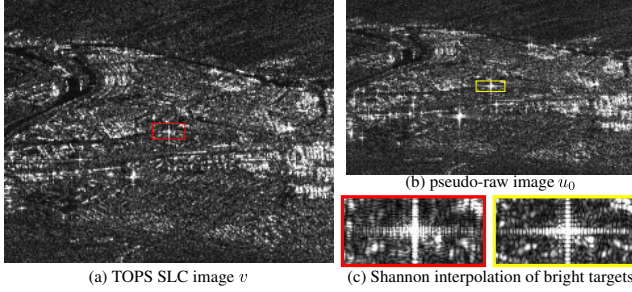 (b) pseudo-raw image u₀
(a) TOPS SLC image v
(c) Shannon interpolation of bright targets